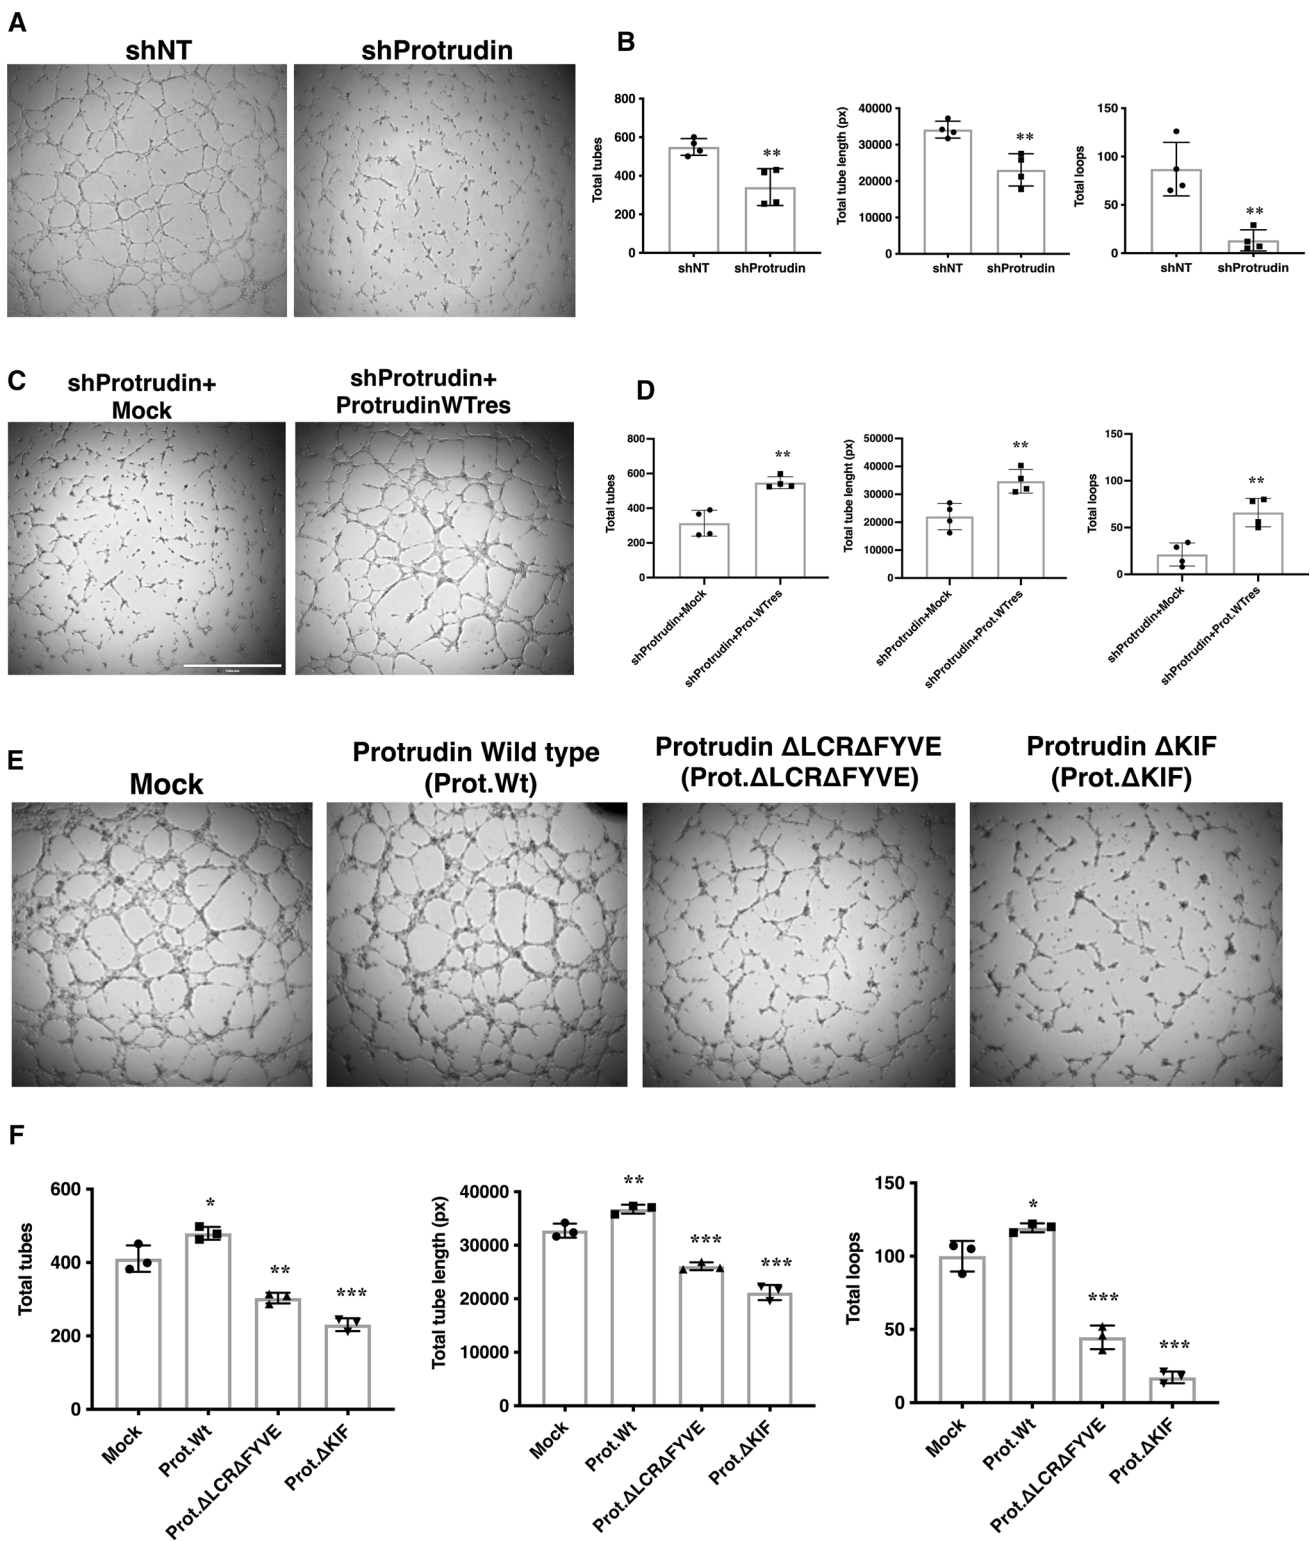 A
shNT
shProtrudin
B
800
600
400
200
0
Total tubes
**
shNT
shProtrudin
40000
30000
20000
10000
0
Total tube length (px)
**
shNT
shProtrudin
150
100
50
0
Total loops
**
shNT
shProtrudin
C
shProtrudin+
Mock
shProtrudin+
ProtrudinWTres
D
800
600
400
200
0
Total tubes
**
shProtrudin+Mock
shProtrudin+Prot.WTres
50000
40000
30000
20000
10000
0
Total tube lenght (px)
**
shProtrudin+Mock
shProtrudin+Prot.WTres
150
100
50
0
Total loops
**
shProtrudin+Mock
shProtrudin+Prot.WTres
E
Mock
Protrudin Wild type
(Prot.Wt)
Protrudin ΔLCRΔFYVE
(Prot.ΔLCRΔFYVE)
Protrudin ΔKIF
(Prot.ΔKIF)
F
600
400
200
0
Total tubes
*
**
***
Mock
Prot.Wt
Prot.ΔLCRΔFYVE
Prot.ΔKIF
40000
30000
20000
10000
0
Total tube length (px)
**
***
***
Mock
Prot.Wt
Prot.ΔLCRΔFYVE
Prot.ΔKIF
150
100
50
0
Total loops
*
***
***
Mock
Prot.Wt
Prot.ΔLCRΔFYVE
Prot.ΔKIF